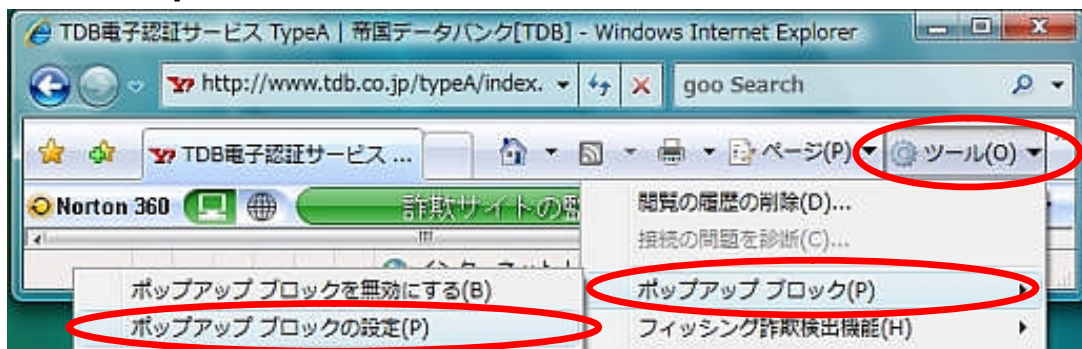 TDB電子認証サービス TypeA | 帝国データバンク[TDB] - Windows Internet Explorer
http://www.tdb.co.jp/typeA/index. goo Search
TDB電子認証サービス ... ページ(P) ツール(O)
Norton 360 詐欺サイトの
閲覧の履歴の削除(D)...
接続の問題を診断(C)...
ポップアップ ブロックを無効にする(B) ポップアップ ブロック(P)
ポップアップ ブロックの設定(P) フィッシング詐欺検出機能(H)